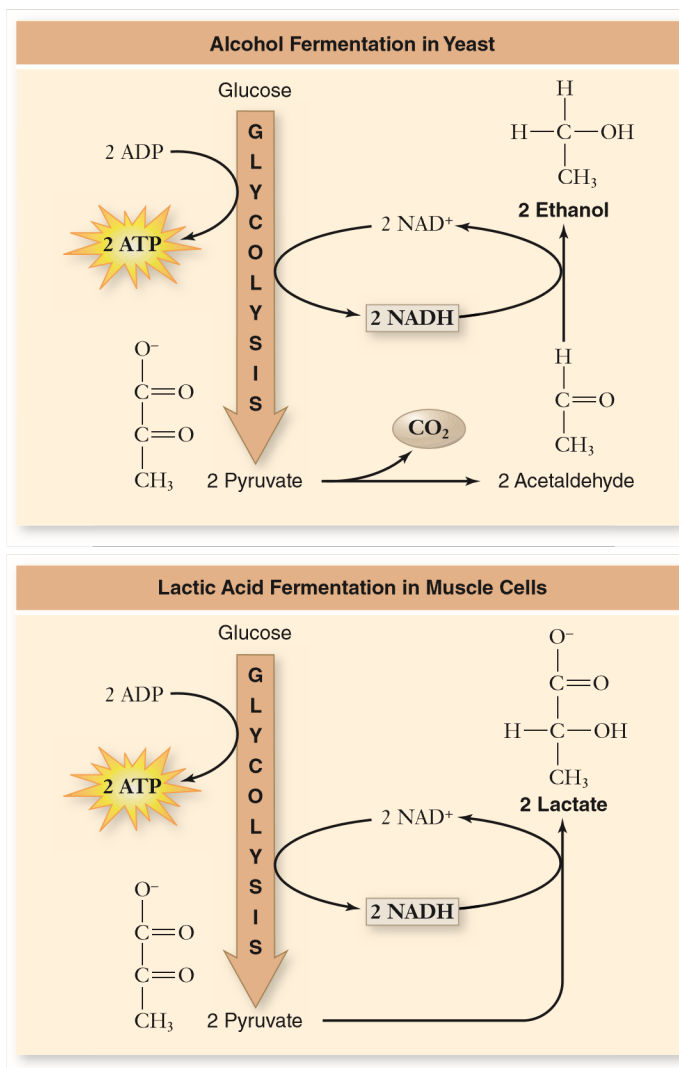 Alcohol Fermentation in Yeast
Glucose
H
H—C—OH
CH₃
2 Ethanol
2 ADP
2 ATP
G
L
Y
C
O
L
Y
S
I
S
2 NAD⁺
2 NADH
O⁻
C=O
C=O
CH₃
H
C=O
CH₃
CO₂
2 Pyruvate
2 Acetaldehyde
Lactic Acid Fermentation in Muscle Cells
Glucose
O⁻
C=O
H—C—OH
CH₃
2 Lactate
2 ADP
2 ATP
G
L
Y
C
O
L
Y
S
I
S
2 NAD⁺
2 NADH
O⁻
C=O
C=O
CH₃
2 Pyruvate